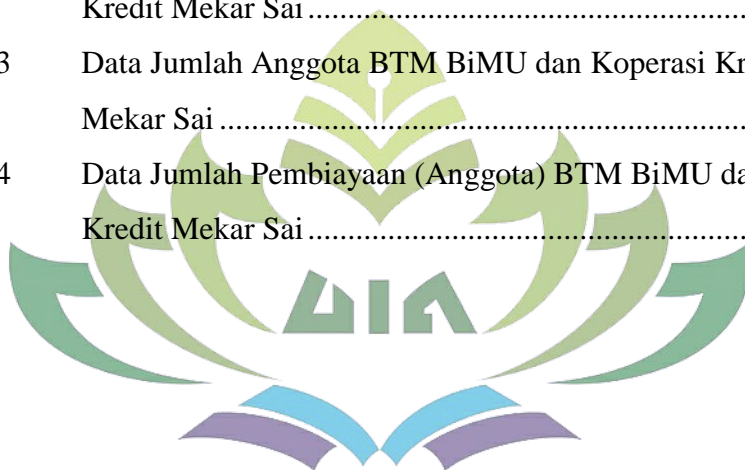 Kredit Mekar Sai ......................................................
3 Data Jumlah Anggota BTM BiMU dan Koperasi Kr
Mekar Sai .................................................................
4 Data Jumlah Pembiayaan (Anggota) BTM BiMU da
Kredit Mekar Sai ......................................................
UIN